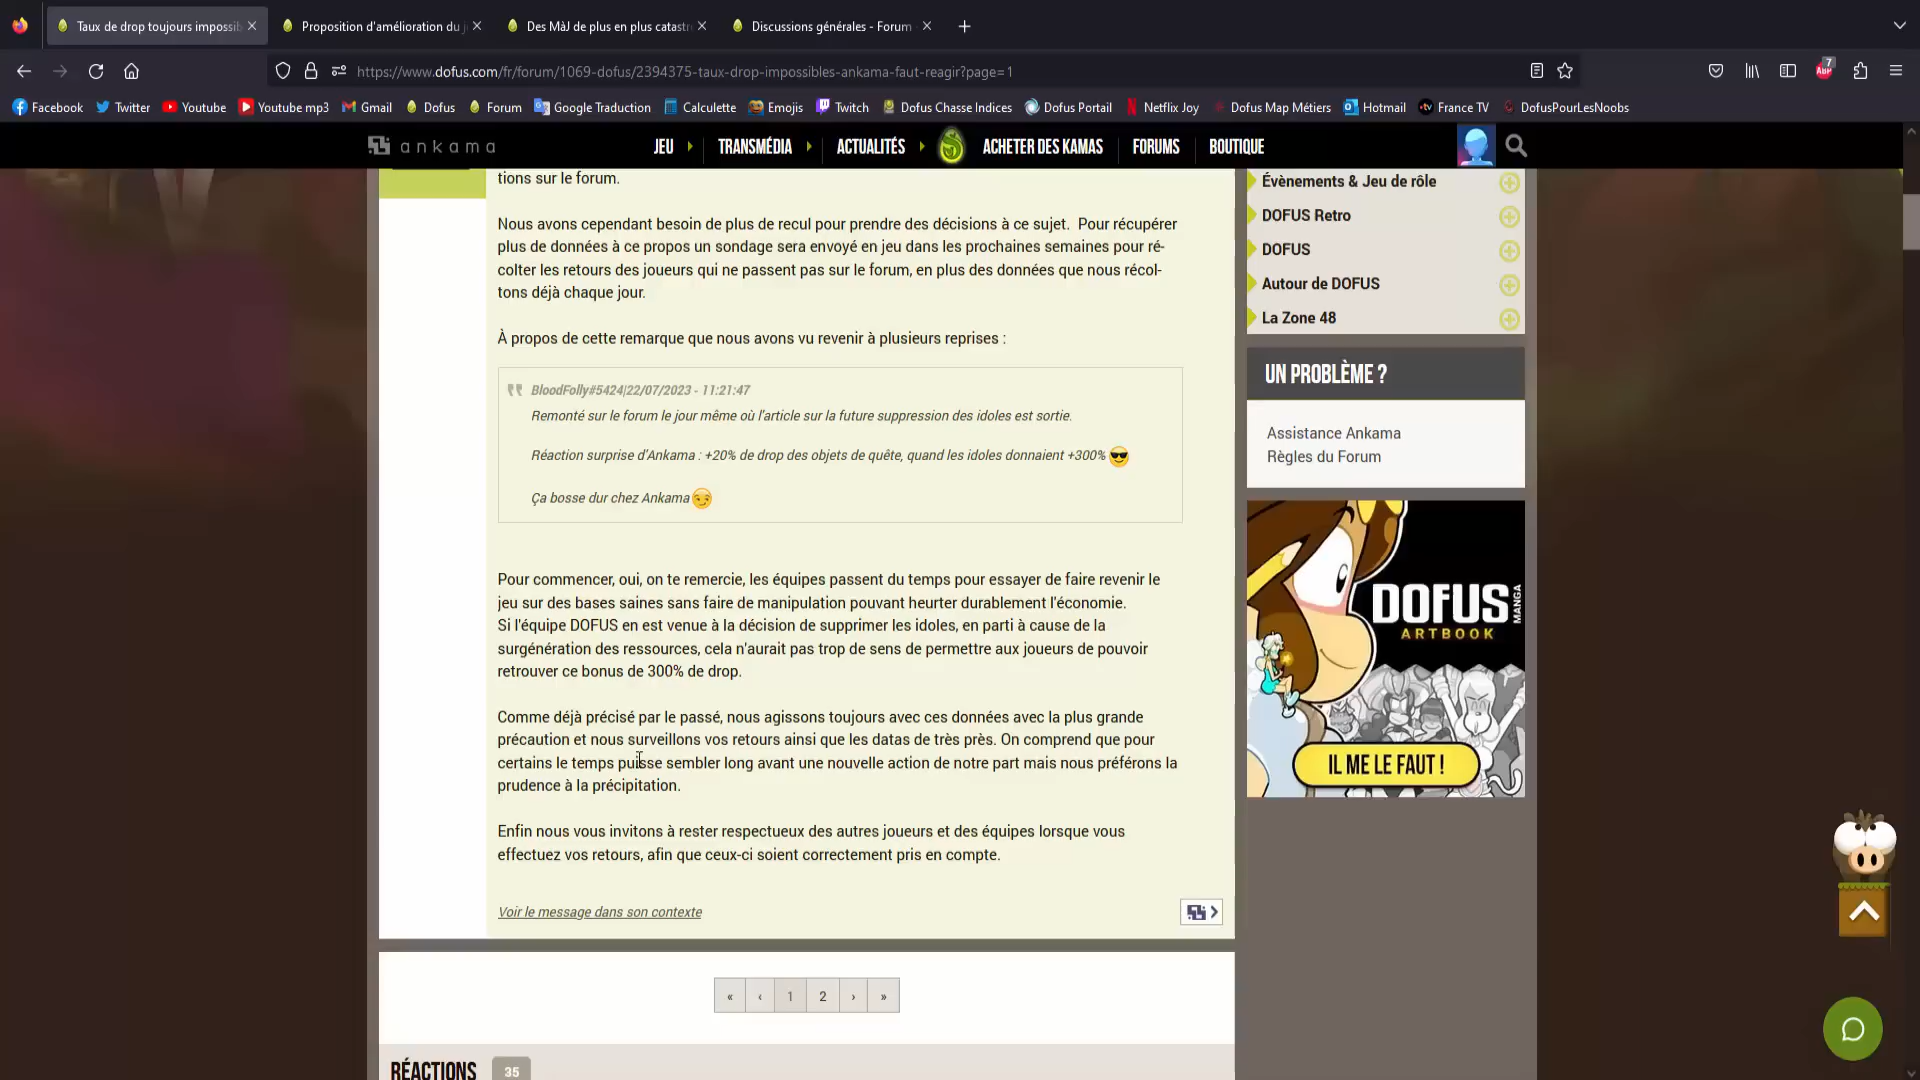 Taux de drop toujours impossib
Proposition d'amélioration du j
Des MàJ de plus en plus catastr
Discussions générales - Forum
https://www.dofus.com/fr/forum/1069-dofus/2394375-taux-drop-impossibles-ankama-faut-reagir?page=1
7
ABP
Facebook
Twitter
Youtube
Youtube mp3
Gmail
Dofus
Forum
Google Traduction
Calculette
Emojis
Twitch
Dofus Chasse Indices
Dofus Portail
Netflix Joy
Dofus Map Métiers
Hotmail
France TV
DofusPourLesNoobs
ankama
JEU
TRANSMÉDIA
ACTUALITÉS
ACHETER DES KAMAS
FORUMS
BOUTIQUE
tions sur le forum.
Nous avons cependant besoin de plus de recul pour prendre des décisions à ce sujet.  Pour récupérer
plus de données à ce propos un sondage sera envoyé en jeu dans les prochaines semaines pour ré-
colter les retours des joueurs qui ne passent pas sur le forum, en plus des données que nous récol-
tons déjà chaque jour.
À propos de cette remarque que nous avons vu revenir à plusieurs reprises :
BloodFolly#5424|22/07/2023 - 11:21:47
Remonté sur le forum le jour même où l'article sur la future suppression des idoles est sortie.
Réaction surprise d'Ankama : +20% de drop des objets de quête, quand les idoles donnaient +300%
Ça bosse dur chez Ankama
Pour commencer, oui, on te remercie, les équipes passent du temps pour essayer de faire revenir le
jeu sur des bases saines sans faire de manipulation pouvant heurter durablement l'économie.
Si l'équipe DOFUS en est venue à la décision de supprimer les idoles, en parti à cause de la
surgénération des ressources, cela n'aurait pas trop de sens de permettre aux joueurs de pouvoir
retrouver ce bonus de 300% de drop.
Comme déjà précisé par le passé, nous agissons toujours avec ces données avec la plus grande
précaution et nous surveillons vos retours ainsi que les datas de très près. On comprend que pour
certains le temps puisse sembler long avant une nouvelle action de notre part mais nous préférons la
prudence à la précipitation.
Enfin nous vous invitons à rester respectueux des autres joueurs et des équipes lorsque vous
effectuez vos retours, afin que ceux-ci soient correctement pris en compte.
Voir le message dans son contexte
« ‹ 1 2 › »
RÉACTIONS 35
Évènements & Jeu de rôle
DOFUS Retro
DOFUS
Autour de DOFUS
La Zone 48
UN PROBLÈME ?
Assistance Ankama
Règles du Forum
DOFUS
MANGA
ARTBOOK
IL ME LE FAUT !